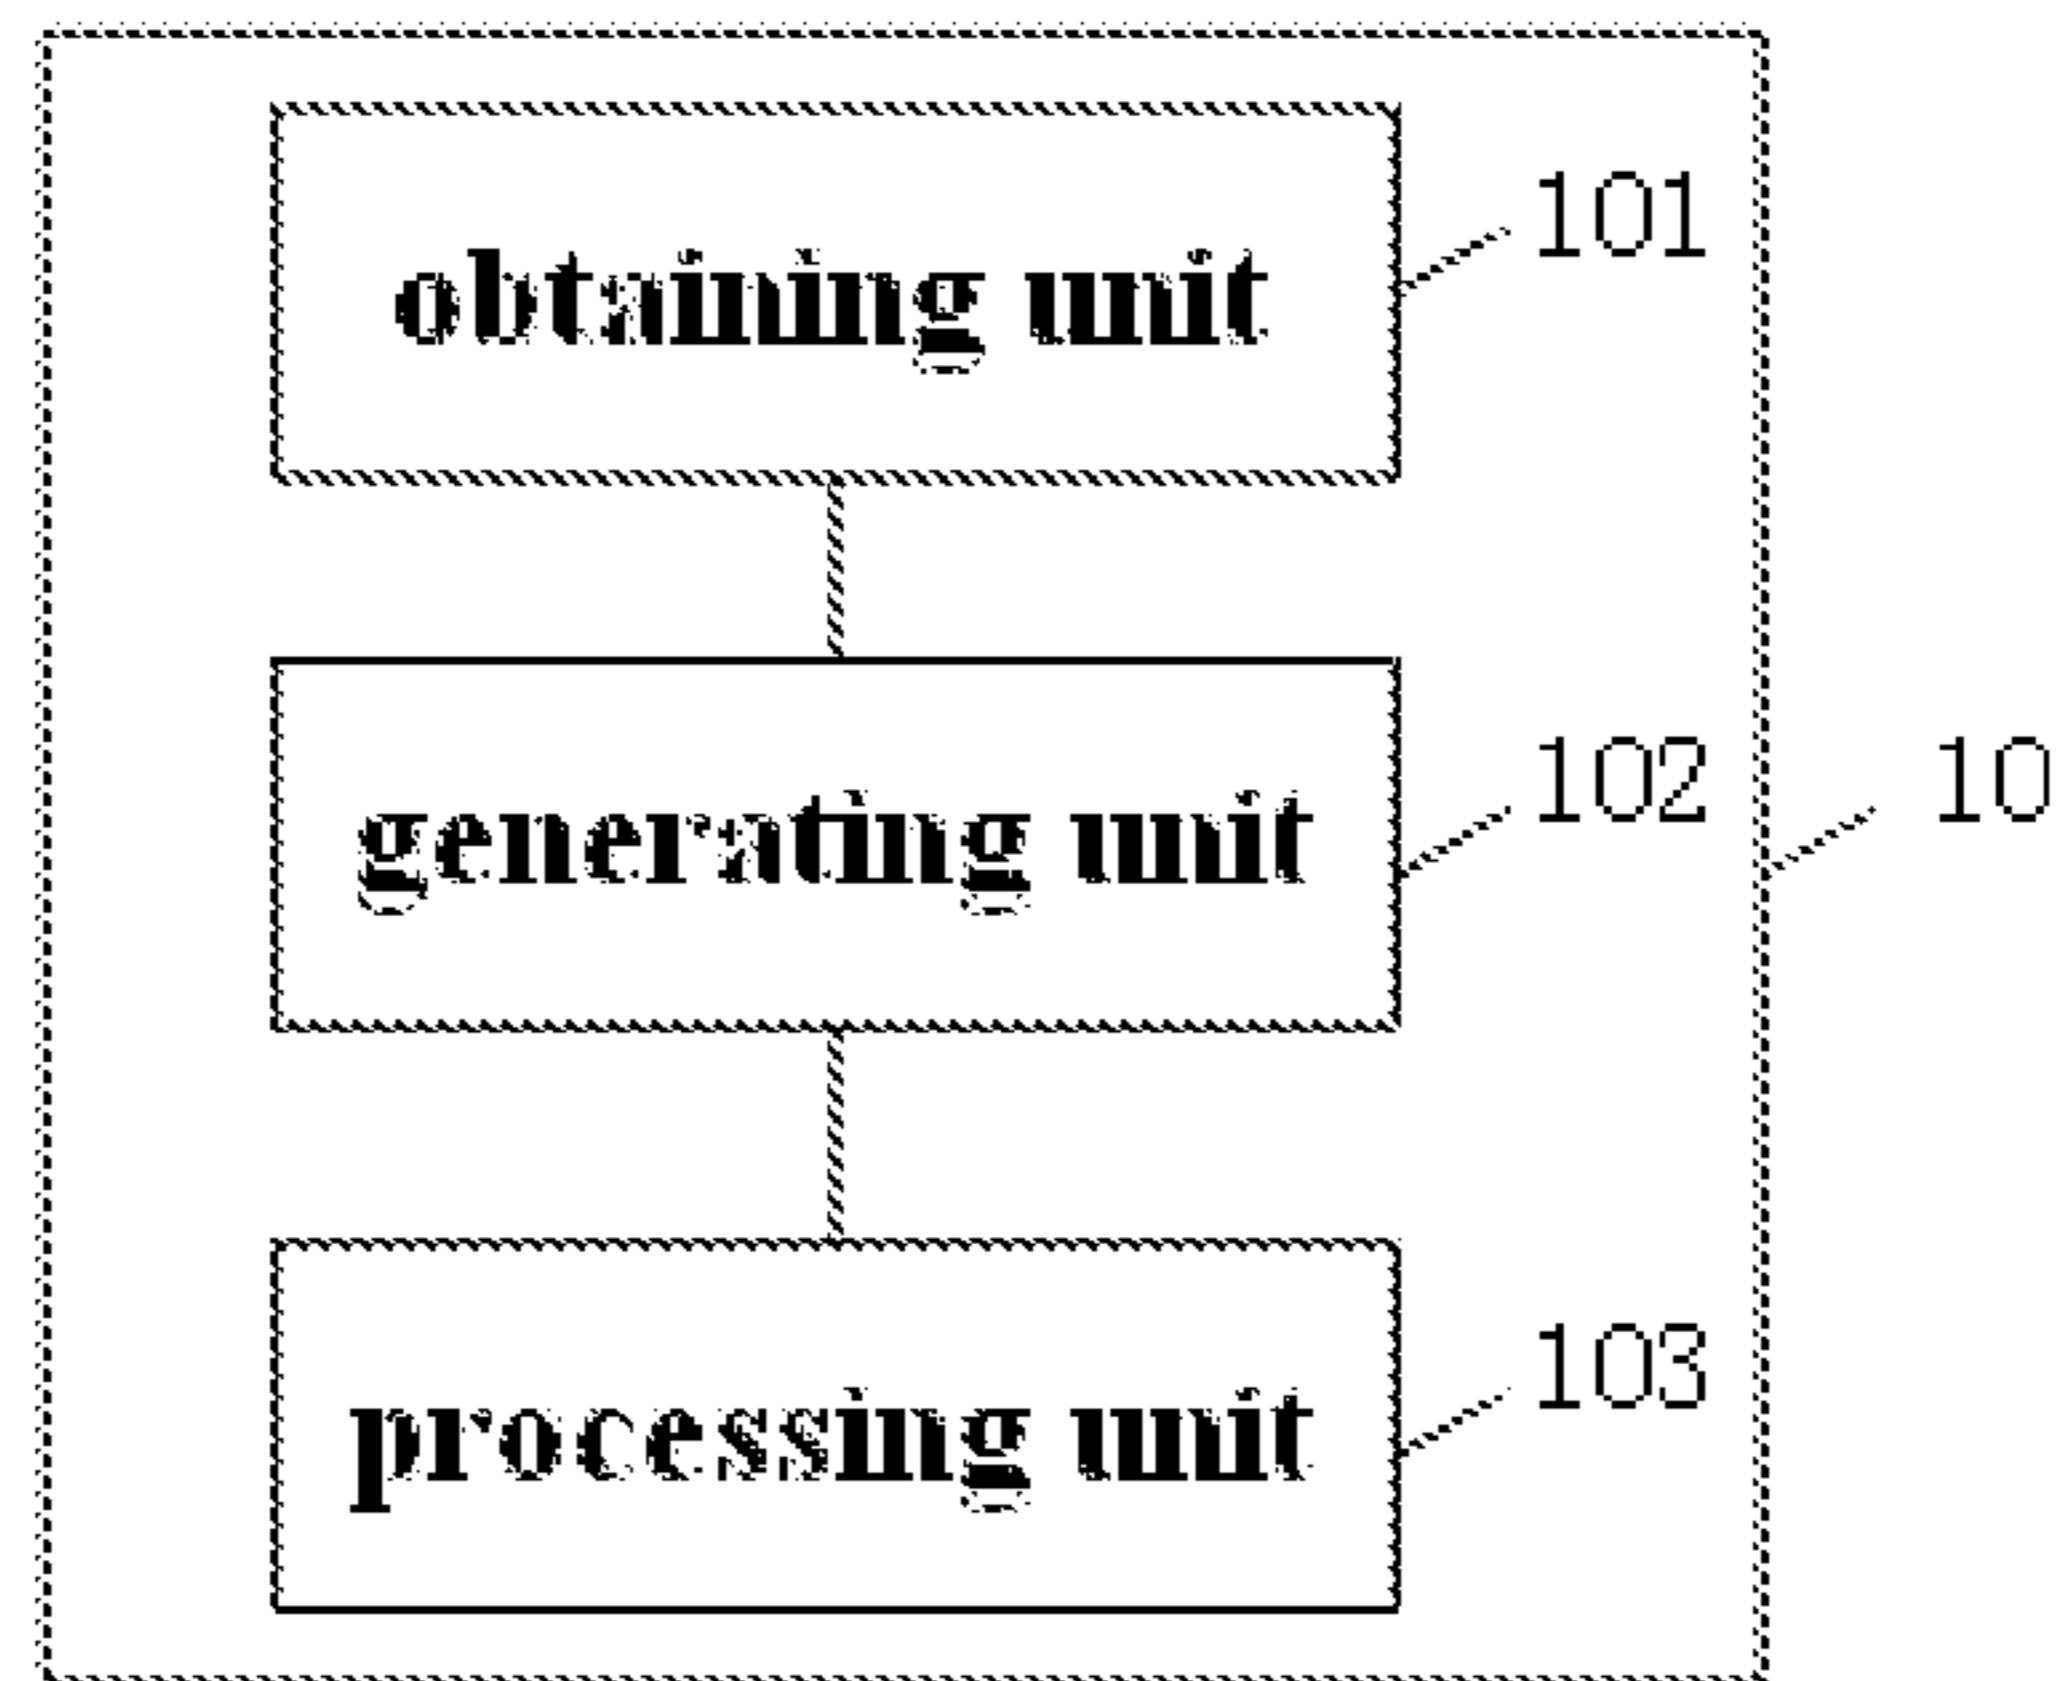 101
obtaining unit
102
10
generating unit
103
processing unit